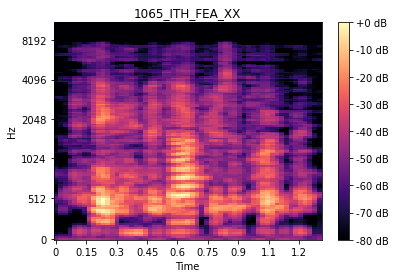 1065_ITH_FEA_XX
+0 dB
8192
-10 dB
4096
-20 dB
-30 dB
2048
Hz
-40 dB
1024
-50 dB
512
-60 dB
-70 dB
0
-80 dB
0 0.15 0.3 0.45 0.6 0.75 0.9 1.1 1.2
Time